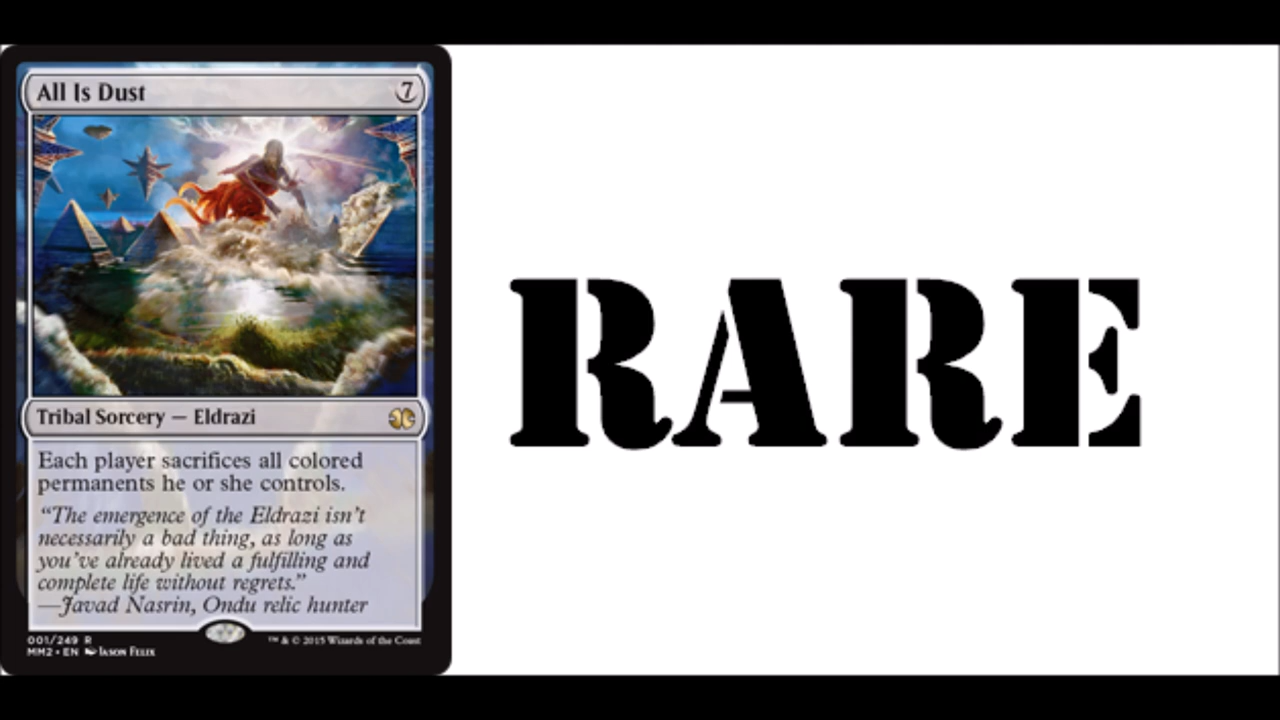 All Is Dust 7
Tribal Sorcery — Eldrazi
Each player sacrifices all colored
permanents he or she controls.
“The emergence of the Eldrazi isn’t
necessarily a bad thing, as long as
you’ve already lived a fulfilling and
complete life without regrets.”
—Javad Nasrin, Ondu relic hunter
001/249 R
™ & © 2015 Wizards of the Coast
MM2 • EN Jason Felix
RARE